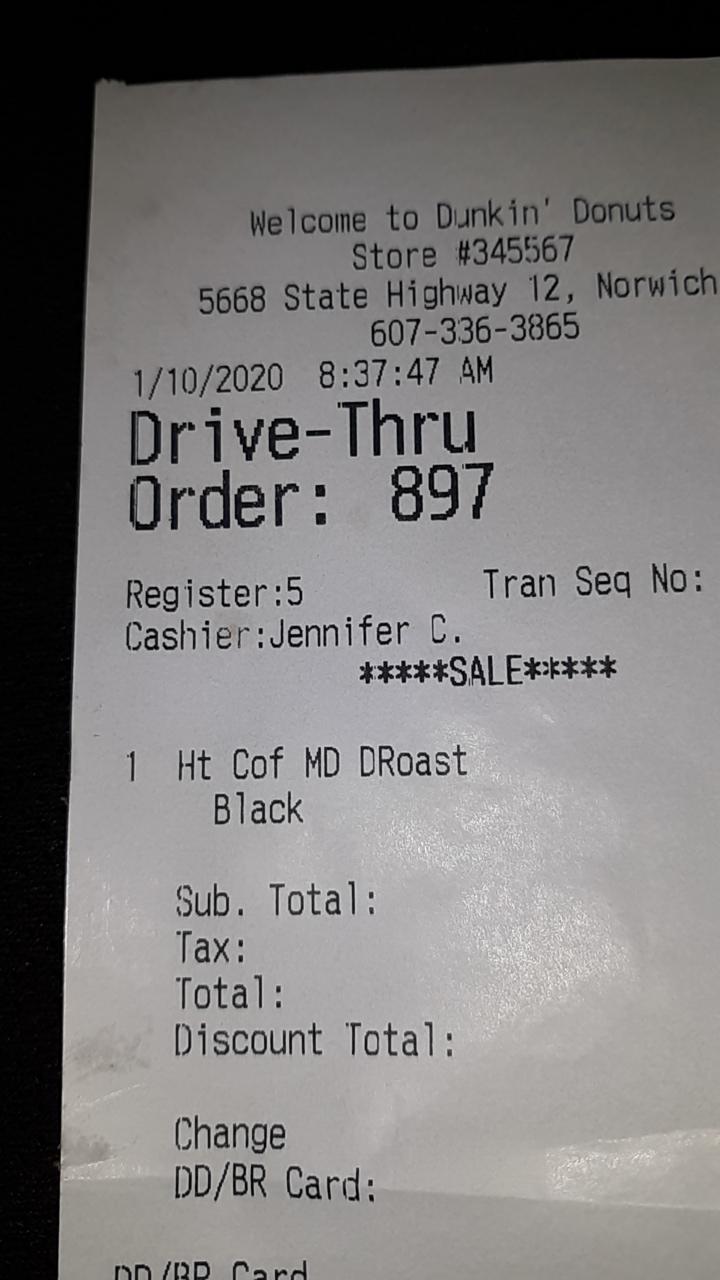 Welcome to Dunkin' Donuts
Store #345567
5668 State Highway 12, Norwich
607-336-3865
1/10/2020 8:37:47 AM
Drive-Thru
Order: 897
Register:5 Tran Seq No:
Cashier:Jennifer C.
*****SALE*****
1 Ht Cof MD DRoast
Black
Sub. Total:
Tax:
Total:
Discount Total:
Change
DD/BR Card:
DD/BR Card